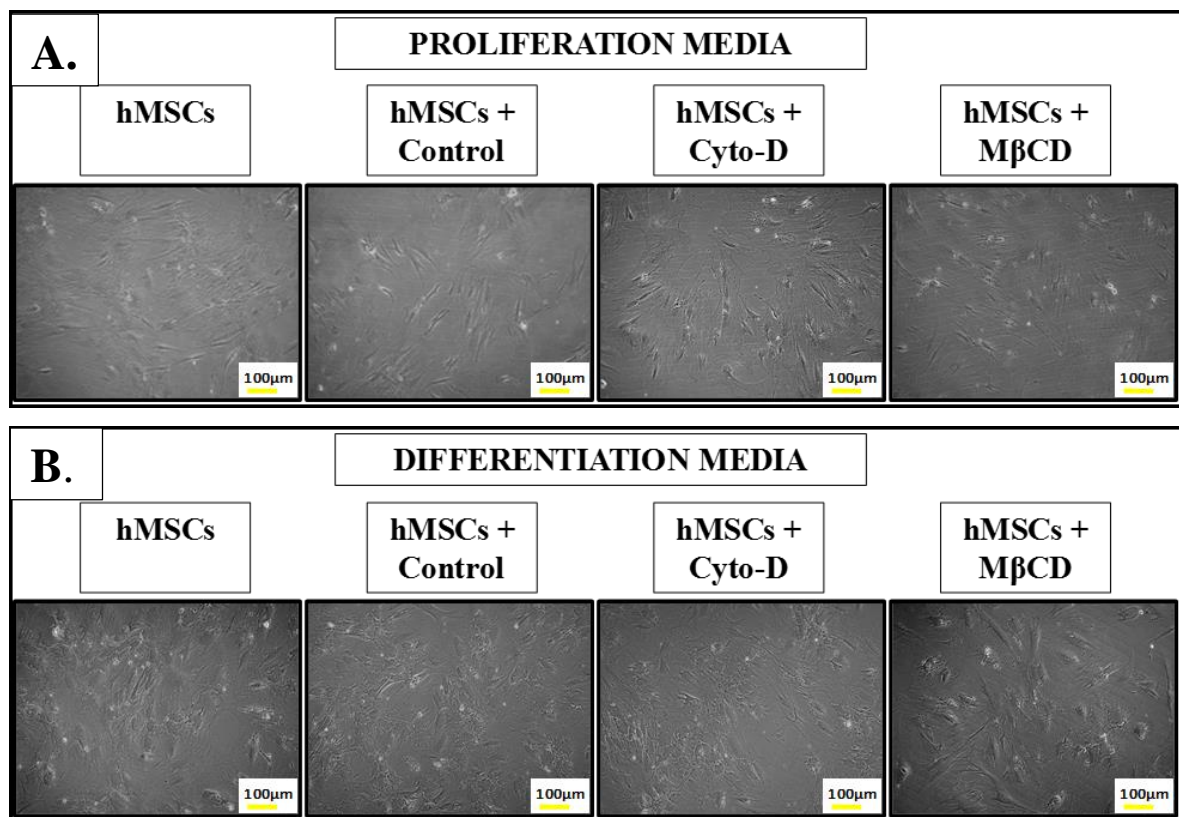 A.
PROLIFERATION MEDIA
hMSCs
hMSCs +
Control
hMSCs +
Cyto-D
hMSCs +
MβCD
100µm
100µm
100µm
100µm
B.
DIFFERENTIATION MEDIA
hMSCs
hMSCs +
Control
hMSCs +
Cyto-D
hMSCs +
MβCD
100µm
100µm
100µm
100µm